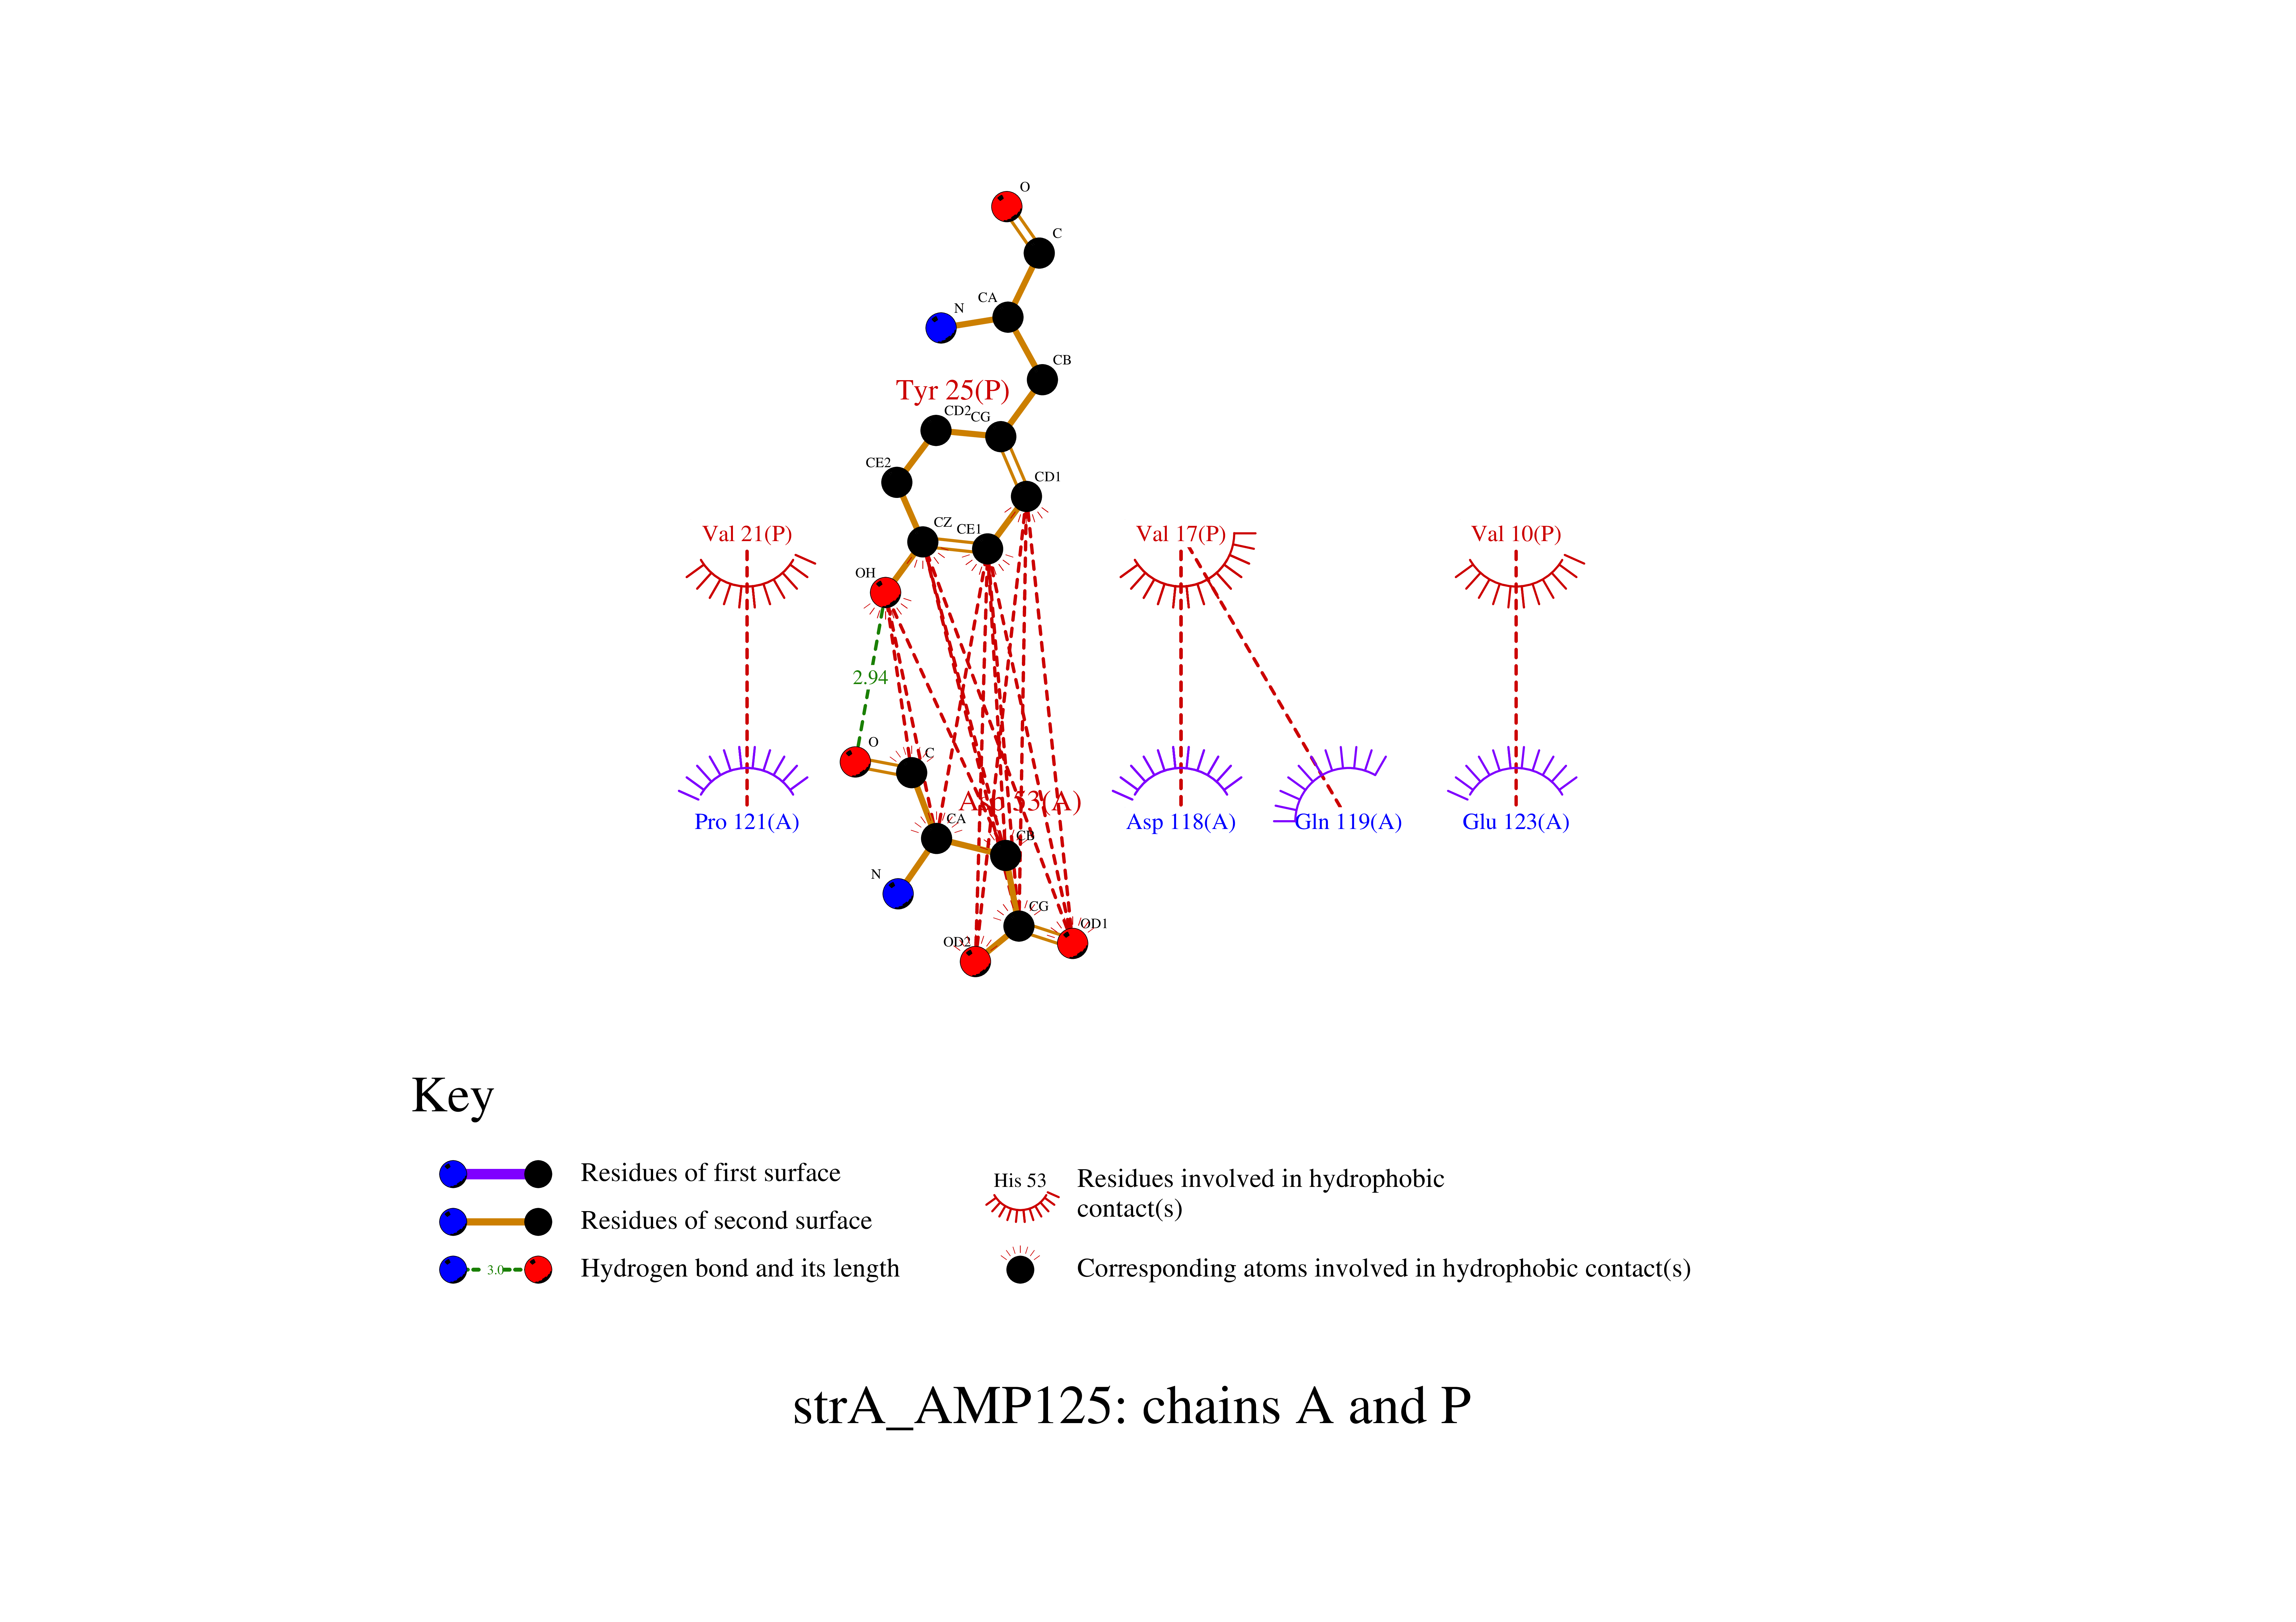 O
C
CA
N
CB
Tyr 25(P)
CD2
CG
CE2
CD1
CZ
CE1
Val 21(P)
Val 17(P)
Val 10(P)
OH
2.94
O
C
Asp 53(A)
CA
Pro 121(A)
Asp 118(A)
Gln 119(A)
Glu 123(A)
CB
N
CG
OD1
OD2
Key
Residues of first surface
Residues of second surface
3.0
Hydrogen bond and its length
His 53
Residues involved in hydrophobic
contact(s)
Corresponding atoms involved in hydrophobic contact(s)
strA_AMP125: chains A and P